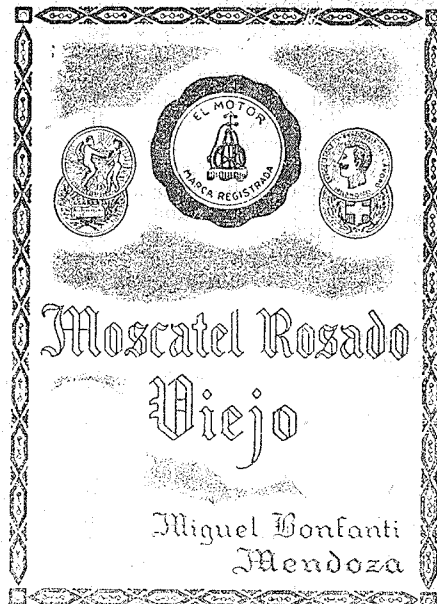 EL MOTOR
MARCA REGISTRADA
Moscatel Rosado
Viejo
Miguel Bonfanti
Mendoza